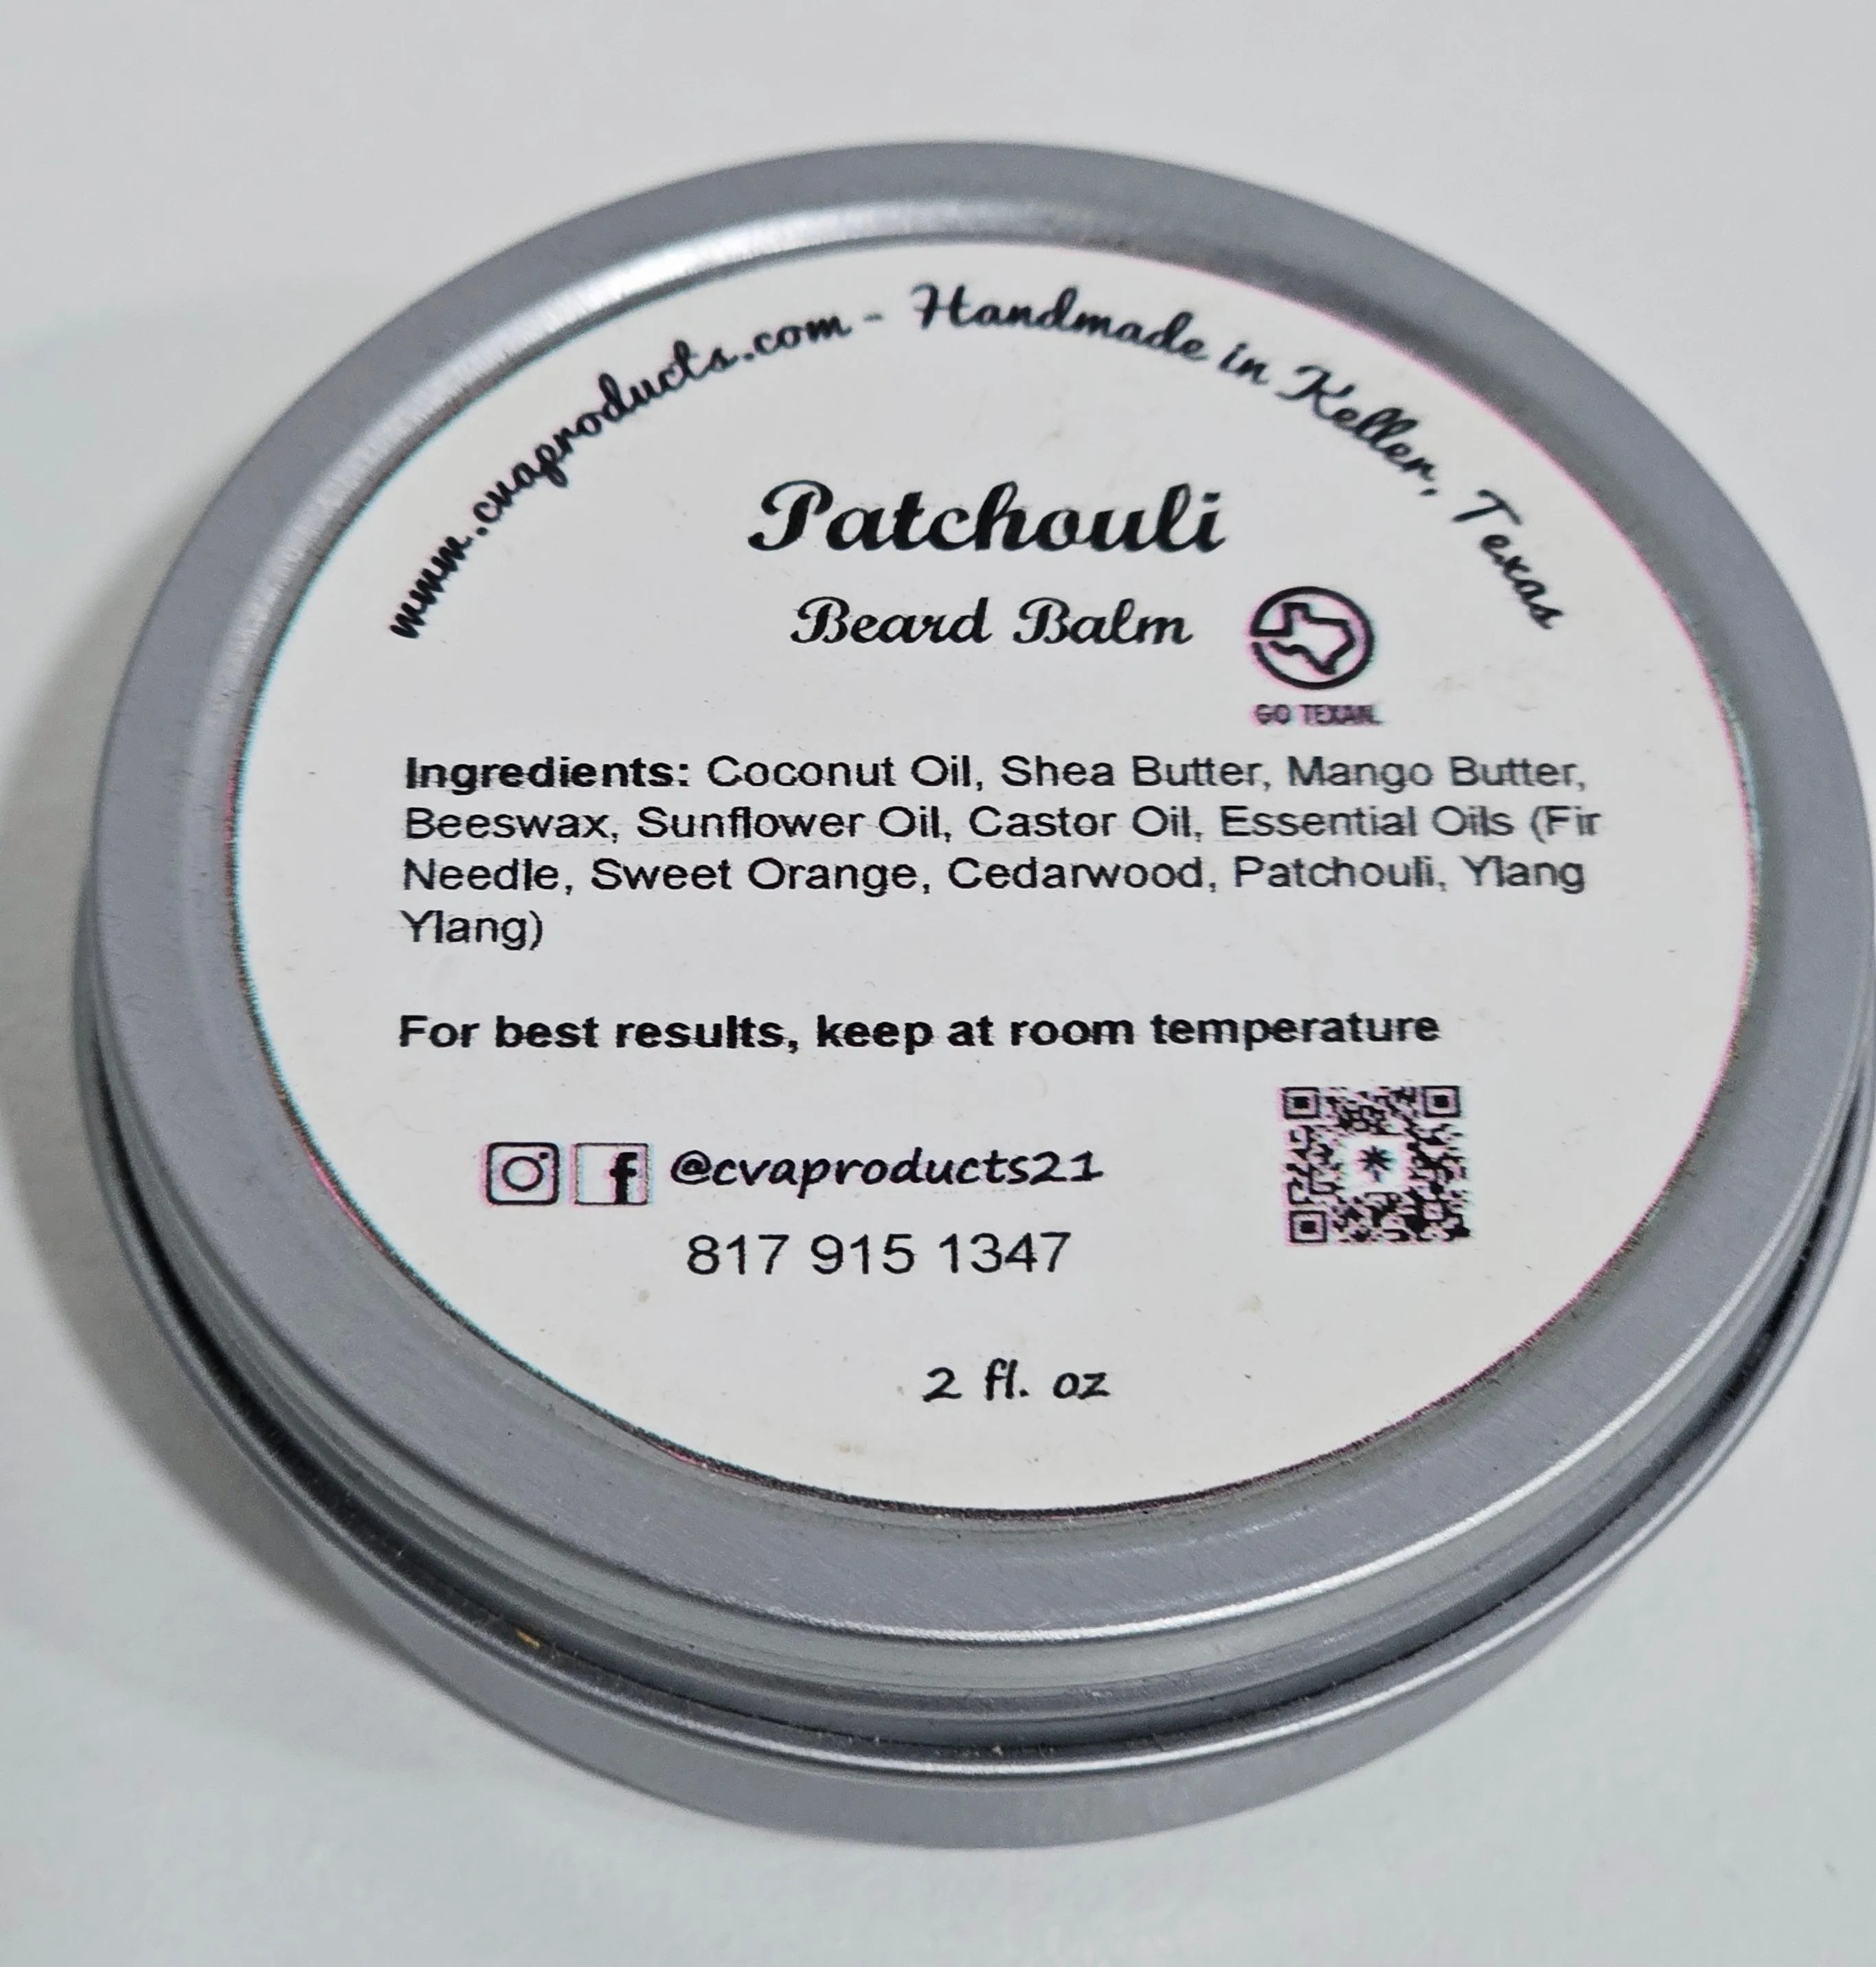 www.cvaproducts.com - Handmade in Keller, Texas
Patchouli
Beard Balm
GO TEXAN.
Ingredients: Coconut Oil, Shea Butter, Mango Butter,
Beeswax, Sunflower Oil, Castor Oil, Essential Oils (Fir
Needle, Sweet Orange, Cedarwood, Patchouli, Ylang
Ylang)
For best results, keep at room temperature
@cvaproducts21
817 915 1347
2 fl. oz